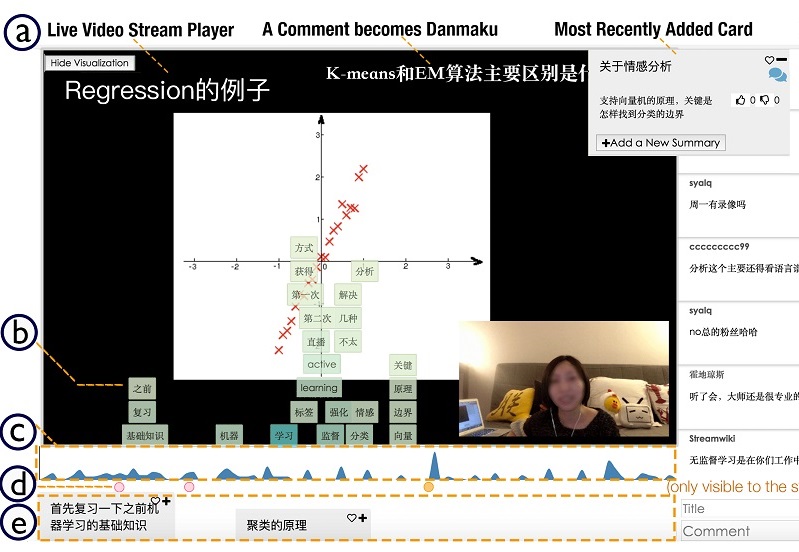 a Live Video Stream Player A Comment becomes Danmaku Most Recently Added Card
Hide Visualization
Regression的例子
K-means和EM算法主要区别是什
关于情感分析
支持向量机的原理，关键是
怎样找到分类的边界
0 0
+Add a New Summary
syalq
周一有录像吗
ccccccccc99
分析这个主要还得看语言
syalq
no总的粉丝哈哈
霍地琼斯
听了会，大师还是很专业的
Streamwiki
无监督学习是在你们工作中
3
2
1
-3 -2 -1 0 2 3
方式
获得 分析
第一次 解决
第二次 几种
直播 不太
active 关键
b 之前 learning 原理
复习 标签 强化 情感 边界
基础知识 机器 学习 监督 分类 向量
c
d
(only visible to the s
e
首先复习一下之前机
器学习的基础知识
聚类的原理
Title
Comment